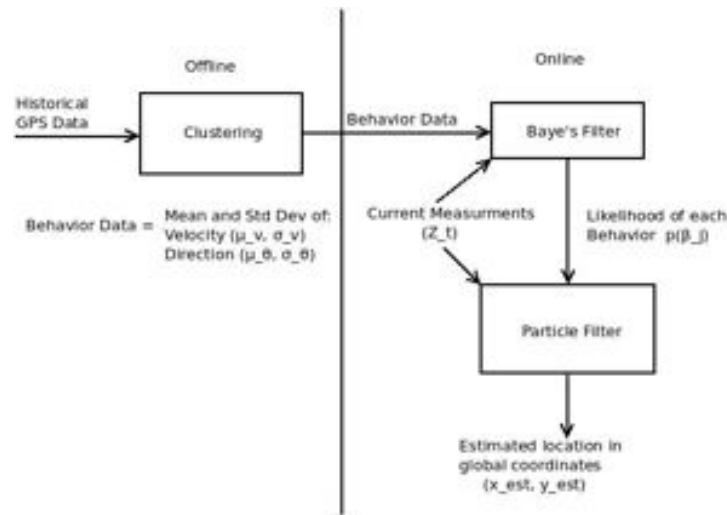 Offline
Online
Historical
GPS Data
Clustering
Behavior Data
Baye's Filter
Behavior Data =
Mean and Std Dev of:
Velocity (μ_v, σ_v)
Direction (μ_θ, σ_θ)
Current Measurments
(Z_t)
Likelihood of each
Behavior p(β_j)
Particle Filter
Estimated location in
global coordinates
(x_est, y_est)